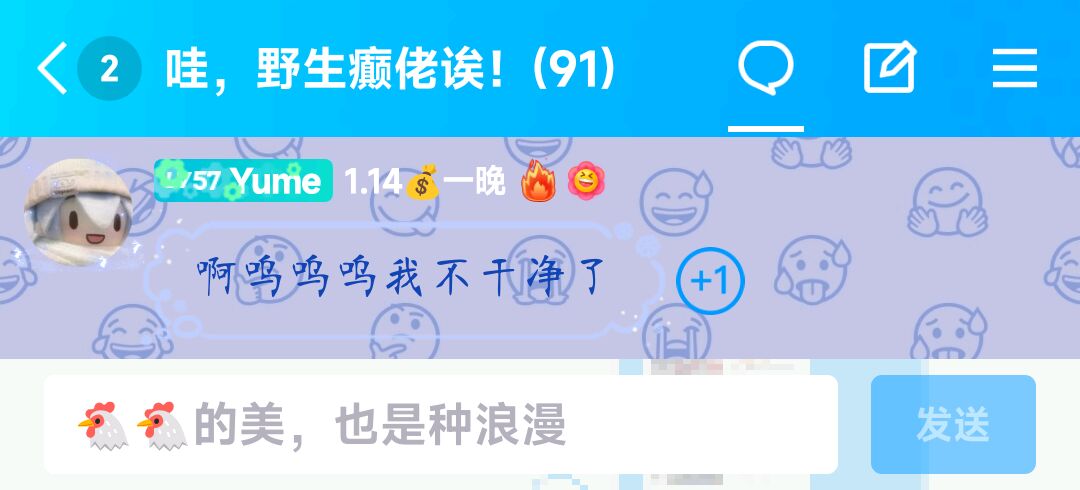 2 哇，野生癫佬诶！(91)
Yume 1.14💰一晚 🔥
啊呜呜呜我不干净了
+1
🐔🐔的美，也是种浪漫
发送